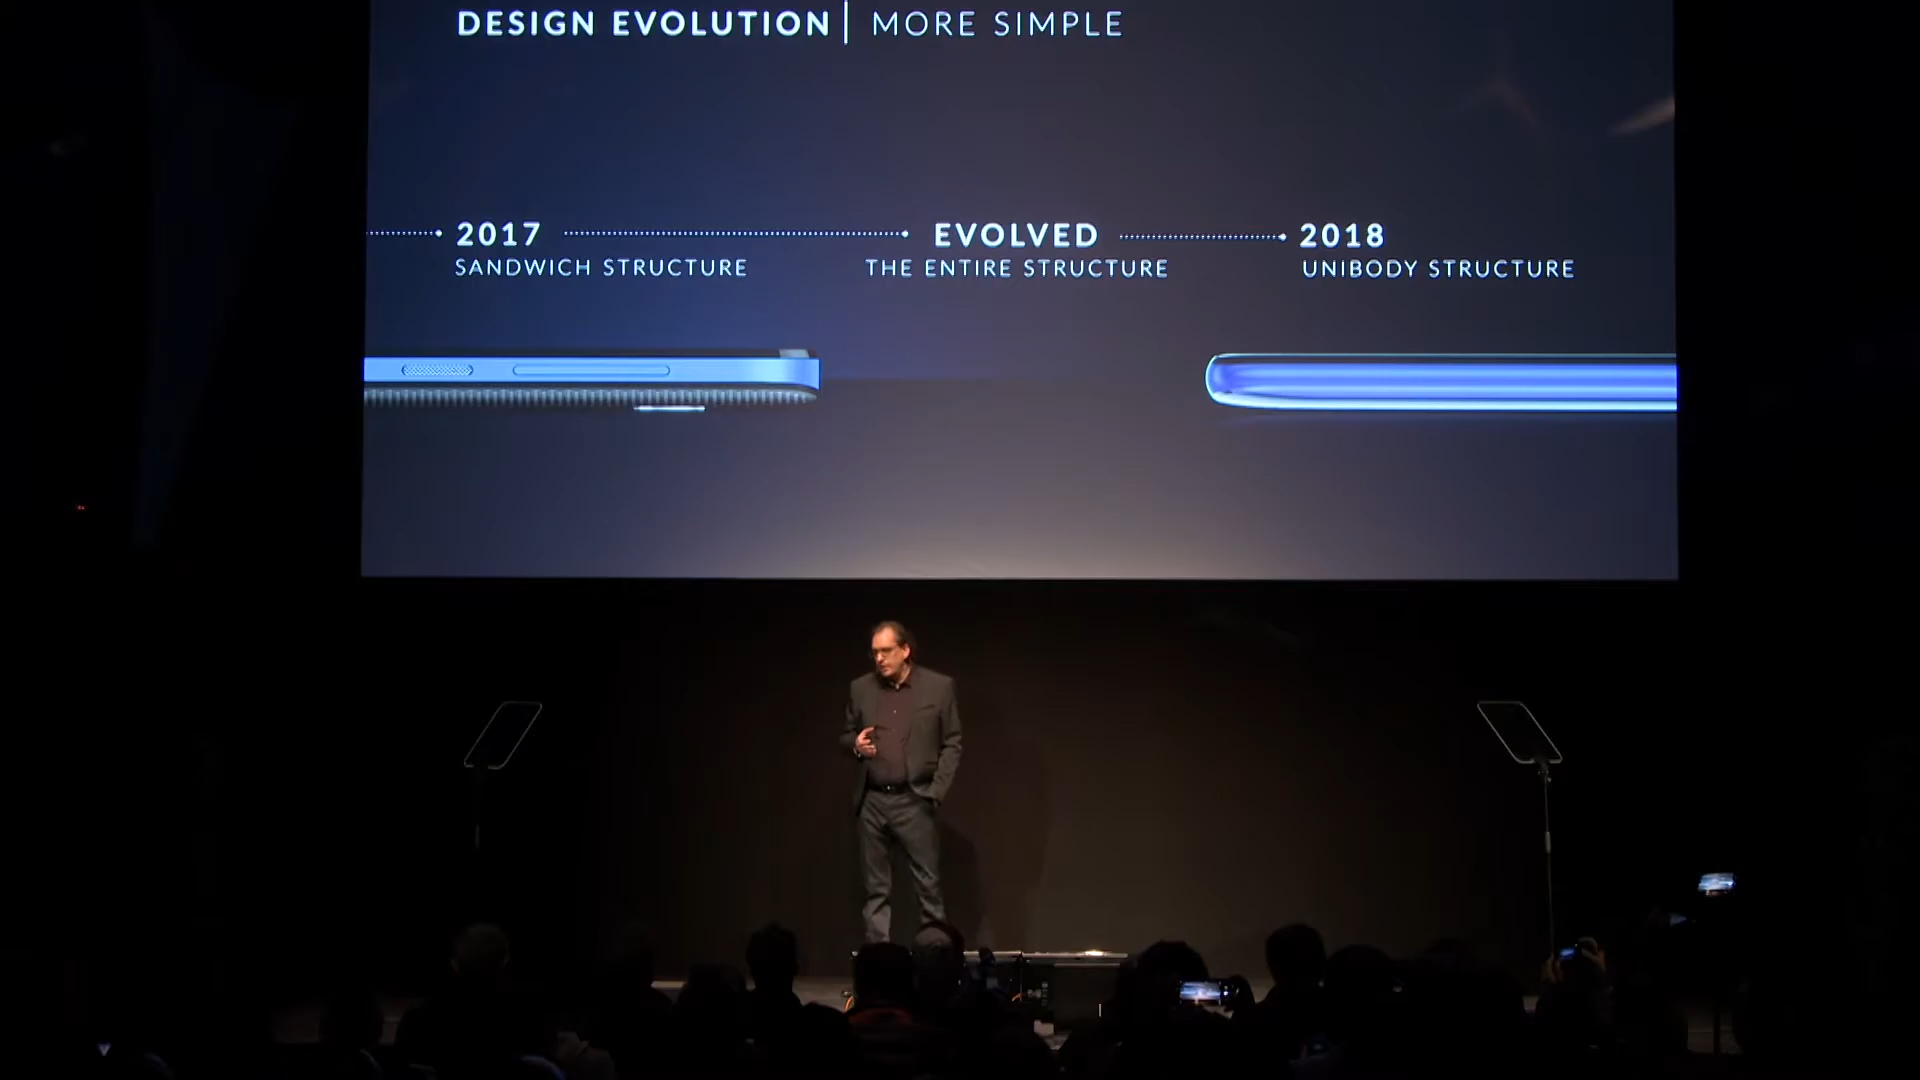 DESIGN EVOLUTION | MORE SIMPLE
2017
SANDWICH STRUCTURE
EVOLVED
THE ENTIRE STRUCTURE
2018
UNIBODY STRUCTURE